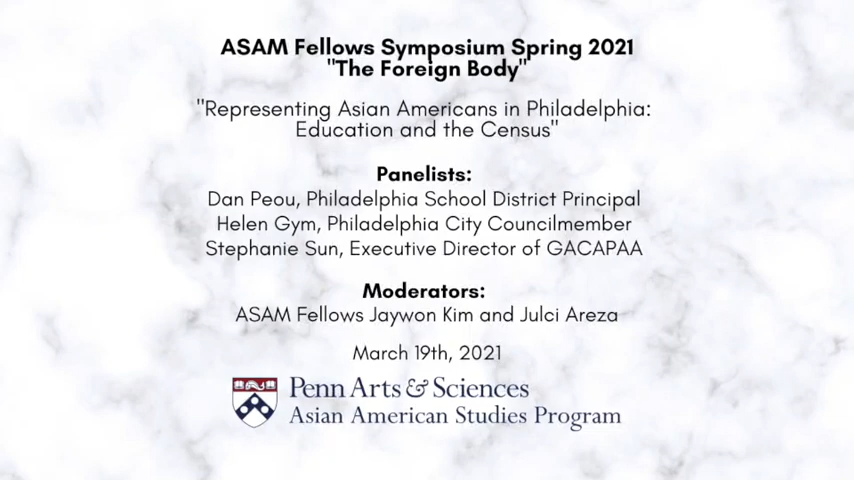 ASAM Fellows Symposium Spring 2021
"The Foreign Body"
"Representing Asian Americans in Philadelphia:
Education and the Census"
Panelists:
Dan Peou, Philadelphia School District Principal
Helen Gym, Philadelphia City Councilmember
Stephanie Sun, Executive Director of GACAPAA
Moderators:
ASAM Fellows Jaywon Kim and Julci Areza
March 19th, 2021
Penn Arts & Sciences
Asian American Studies Program